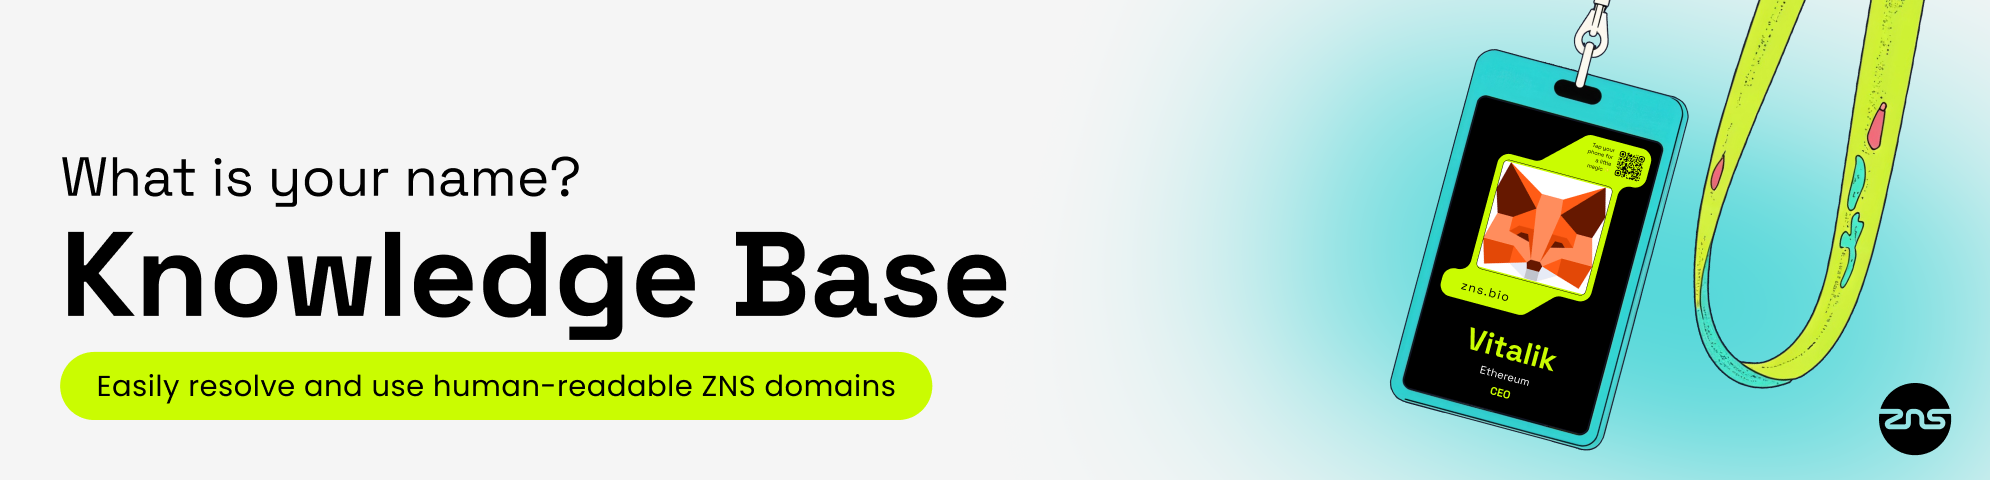 What is your name?
Knowledge Base
Easily resolve and use human-readable ZNS domains
Tap your
phone for
a little
magic
zns.bio
Vitalik
Ethereum
CEO
zns